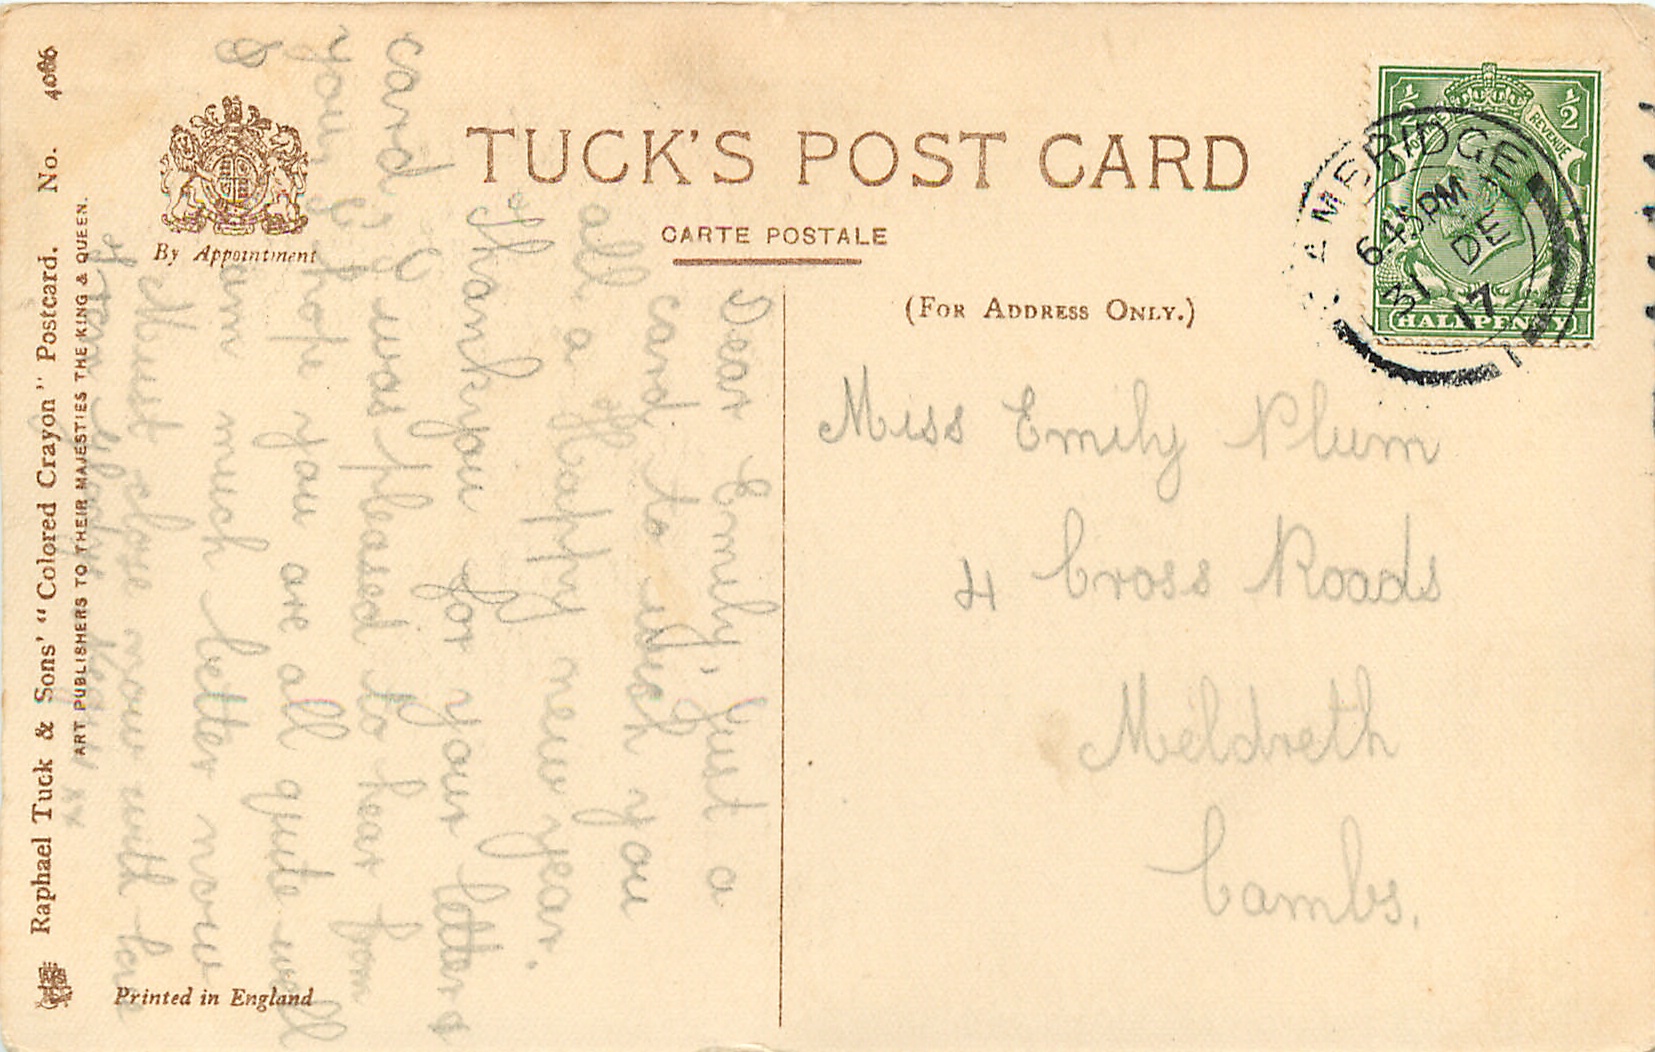 TUCK'S POST CARD
CARTE POSTALE
(For Address Only.)
By Appointment
Raphael Tuck & Sons' "Colored Crayon" Postcard. No. 4066
ART PUBLISHERS TO THEIR MAJESTIES THE KING & QUEEN.
Printed in England
½ ½
REVENUE
HALFPENNY
CAMBRIDGE
6 45 PM
31 DE
17
Miss Emily Plum
4 Cross Roads
Meldreth
Cambs.
Dear Emily, Just a
card to wish you
all a Happy new year.
Thankyou for your letter &
card, I was pleased to hear from
you, I hope you are all quite well
& am much better now
Must close now with love
from
xxx